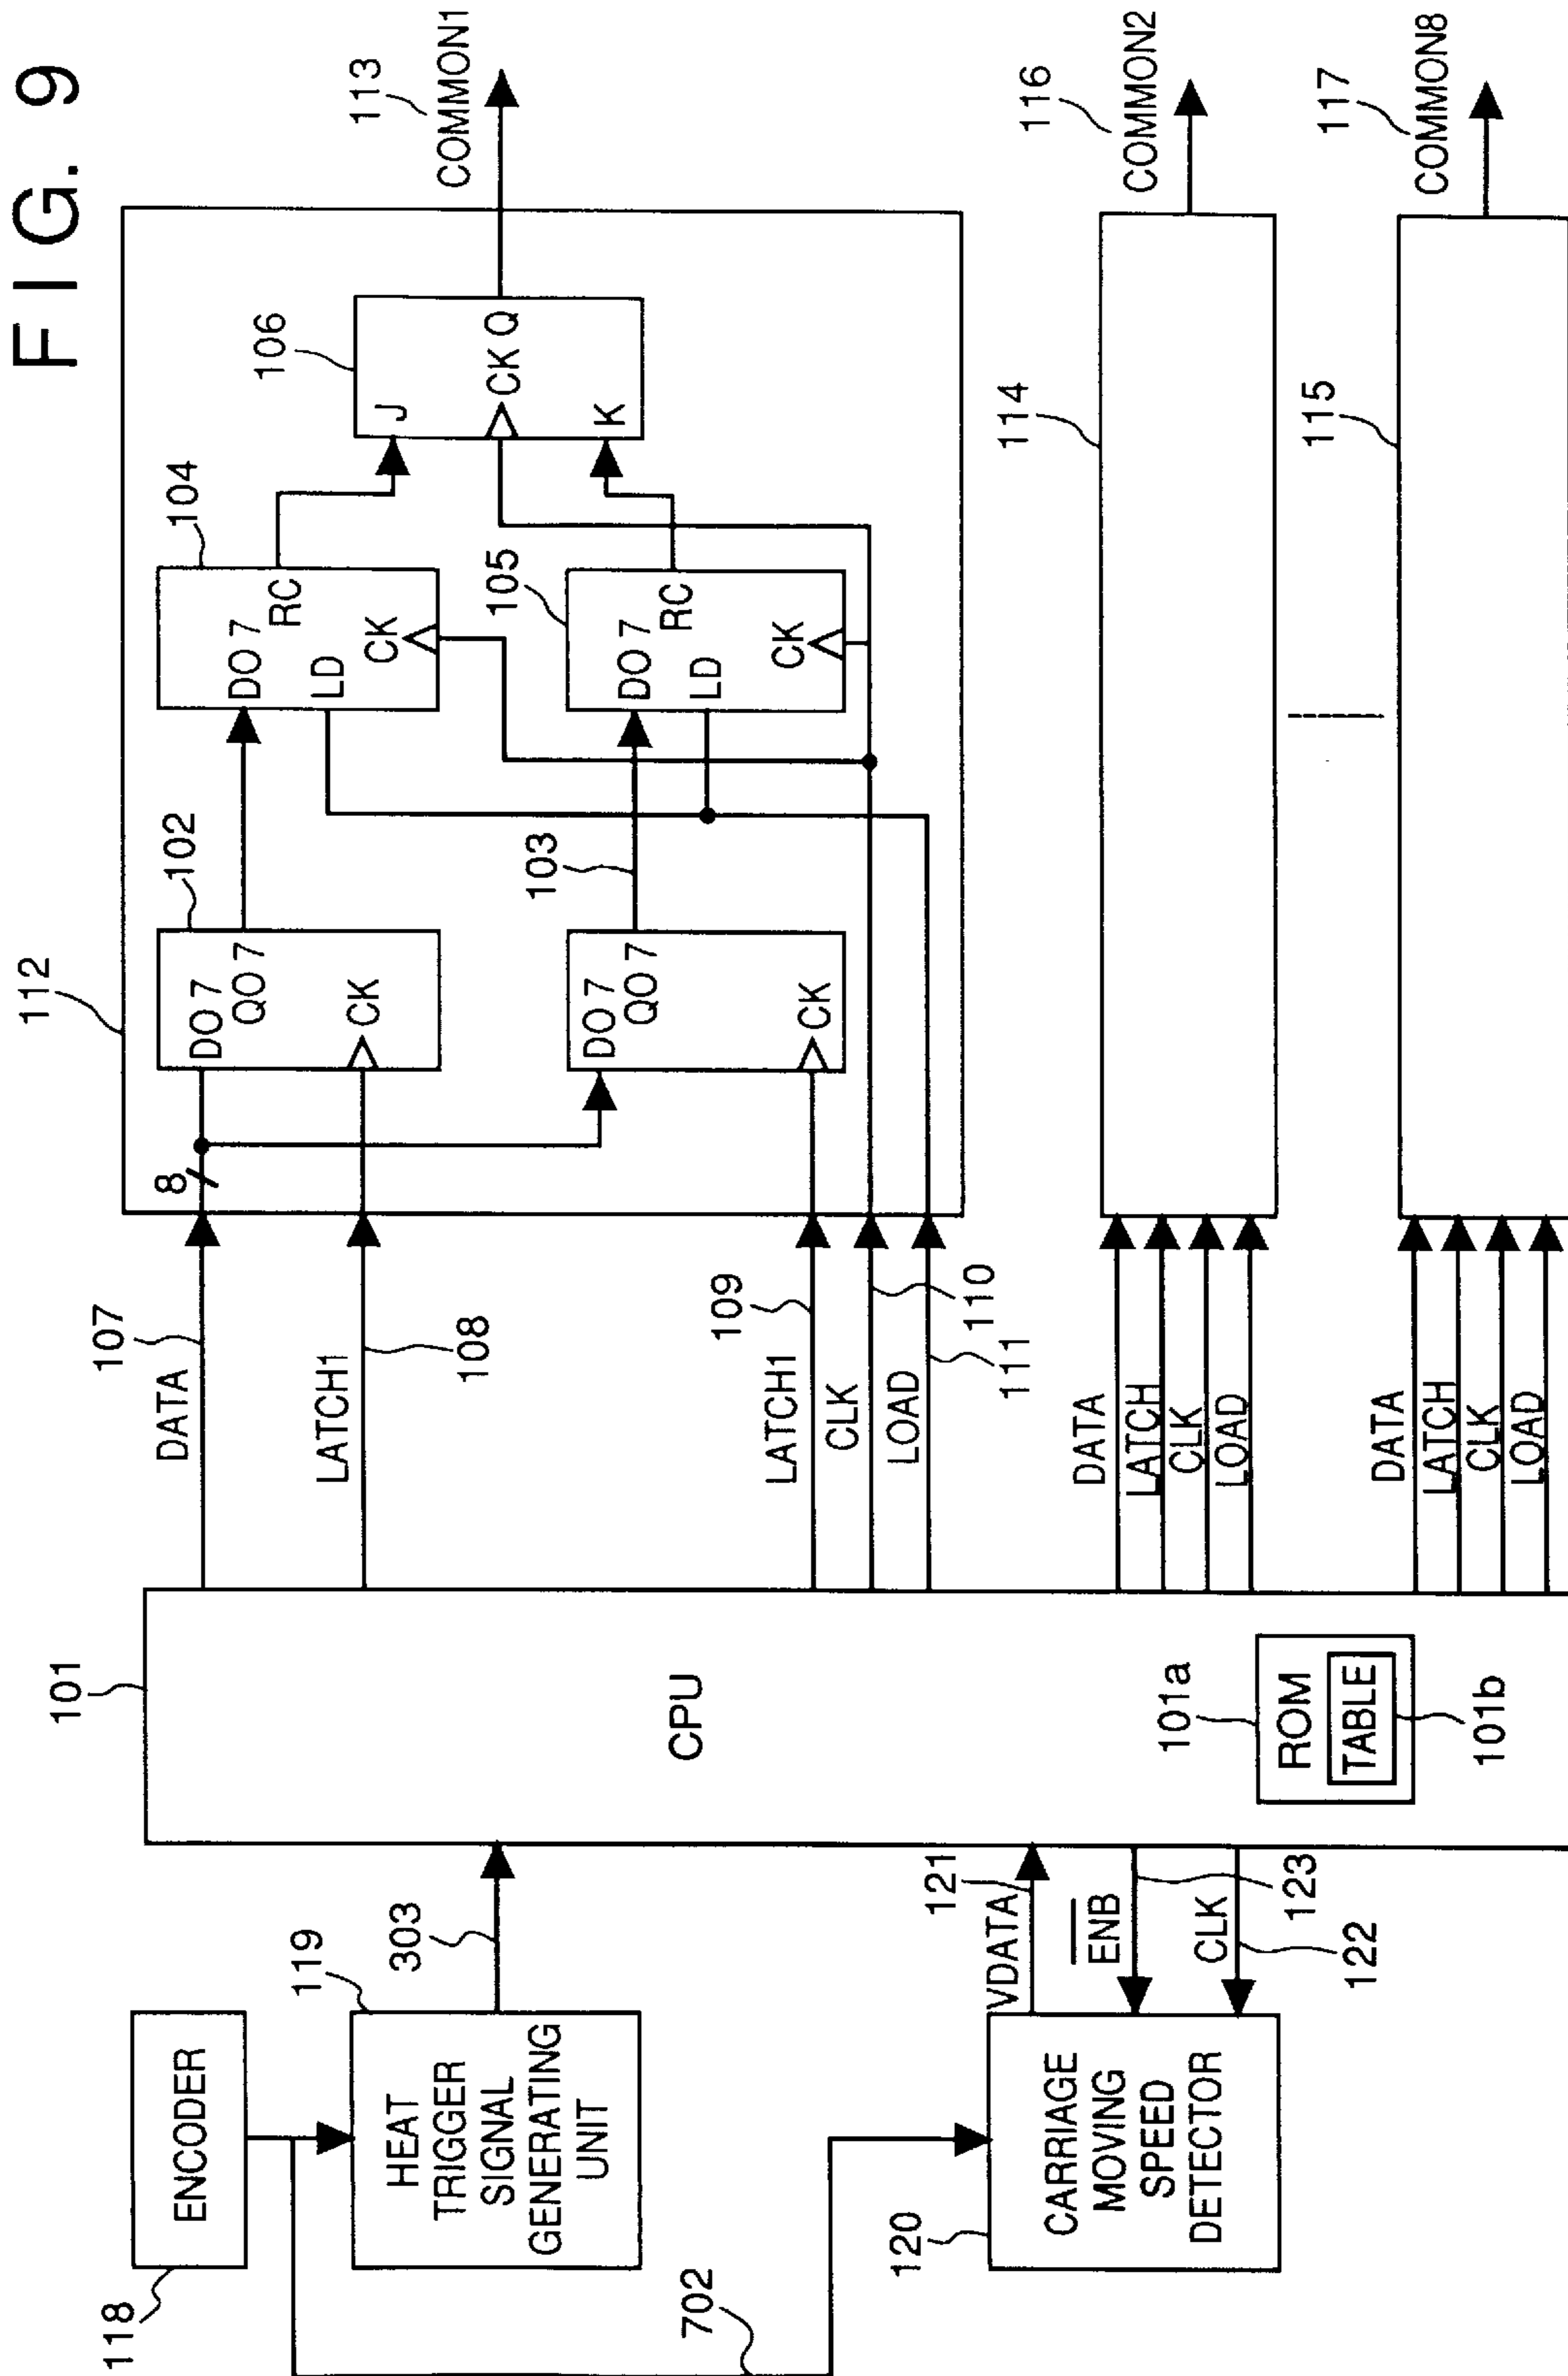 FIG. 9
118
ENCODER
119
HEAT
TRIGGER
SIGNAL
GENERATING
UNIT
303
702
120
CARRIAGE
MOVING
SPEED
DETECTOR
VDATA
121
ENB
123
CLK
122
101
CPU
101a
ROM
TABLE
101b
DATA
107
LATCH1
108
LATCH1
109
CLK
110
LOAD
111
112
8
DO 7
QO 7
CK
102
DO 7
QO 7
CK
103
104
DO 7
RC
LD
CK
105
DO 7
RC
LD
CK
106
J
CK Q
K
113
COMMON1
DATA
LATCH
CLK
LOAD
114
116
COMMON2
DATA
LATCH
CLK
LOAD
115
117
COMMON8